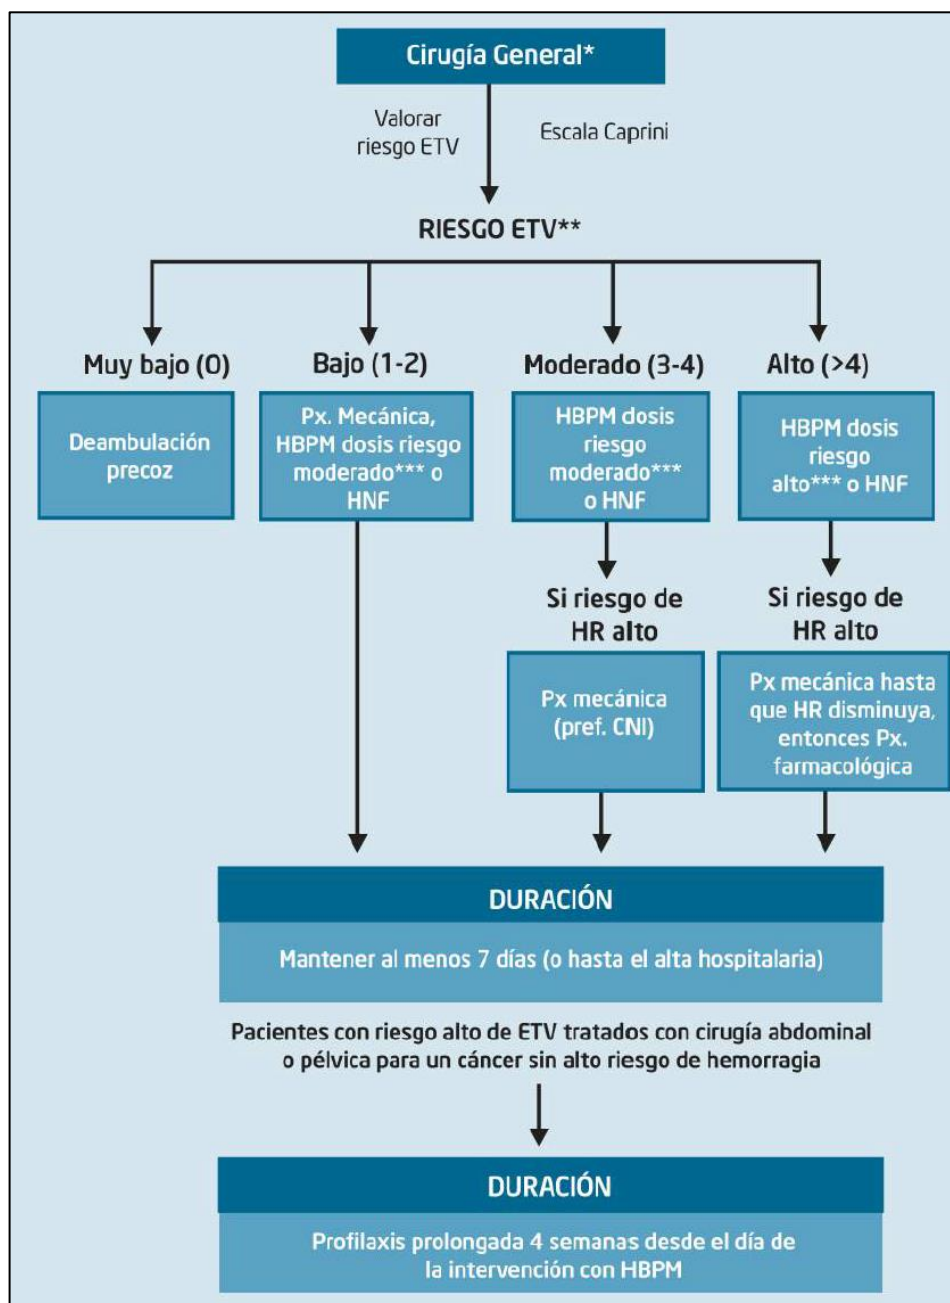 Cirugía General*
Valorar
riesgo ETV
Escala Caprini
RIESGO ETV**
Muy bajo (0)
Bajo (1-2)
Moderado (3-4)
Alto (>4)
Deambulación
precoz
Px. Mecánica,
HBPM dosis riesgo
moderado*** o
HNF
HBPM dosis
riesgo
moderado***
o HNF
HBPM dosis
riesgo
alto*** o HNF
Si riesgo de
HR alto
Si riesgo de
HR alto
Px mecánica
(pref. CNI)
Px mecánica hasta
que HR disminuya,
entonces Px.
farmacológica
DURACIÓN
Mantener al menos 7 días (o hasta el alta hospitalaria)
Pacientes con riesgo alto de ETV tratados con cirugía abdominal
o pélvica para un cáncer sin alto riesgo de hemorragia
DURACIÓN
Profilaxis prolongada 4 semanas desde el día de
la intervención con HBPM